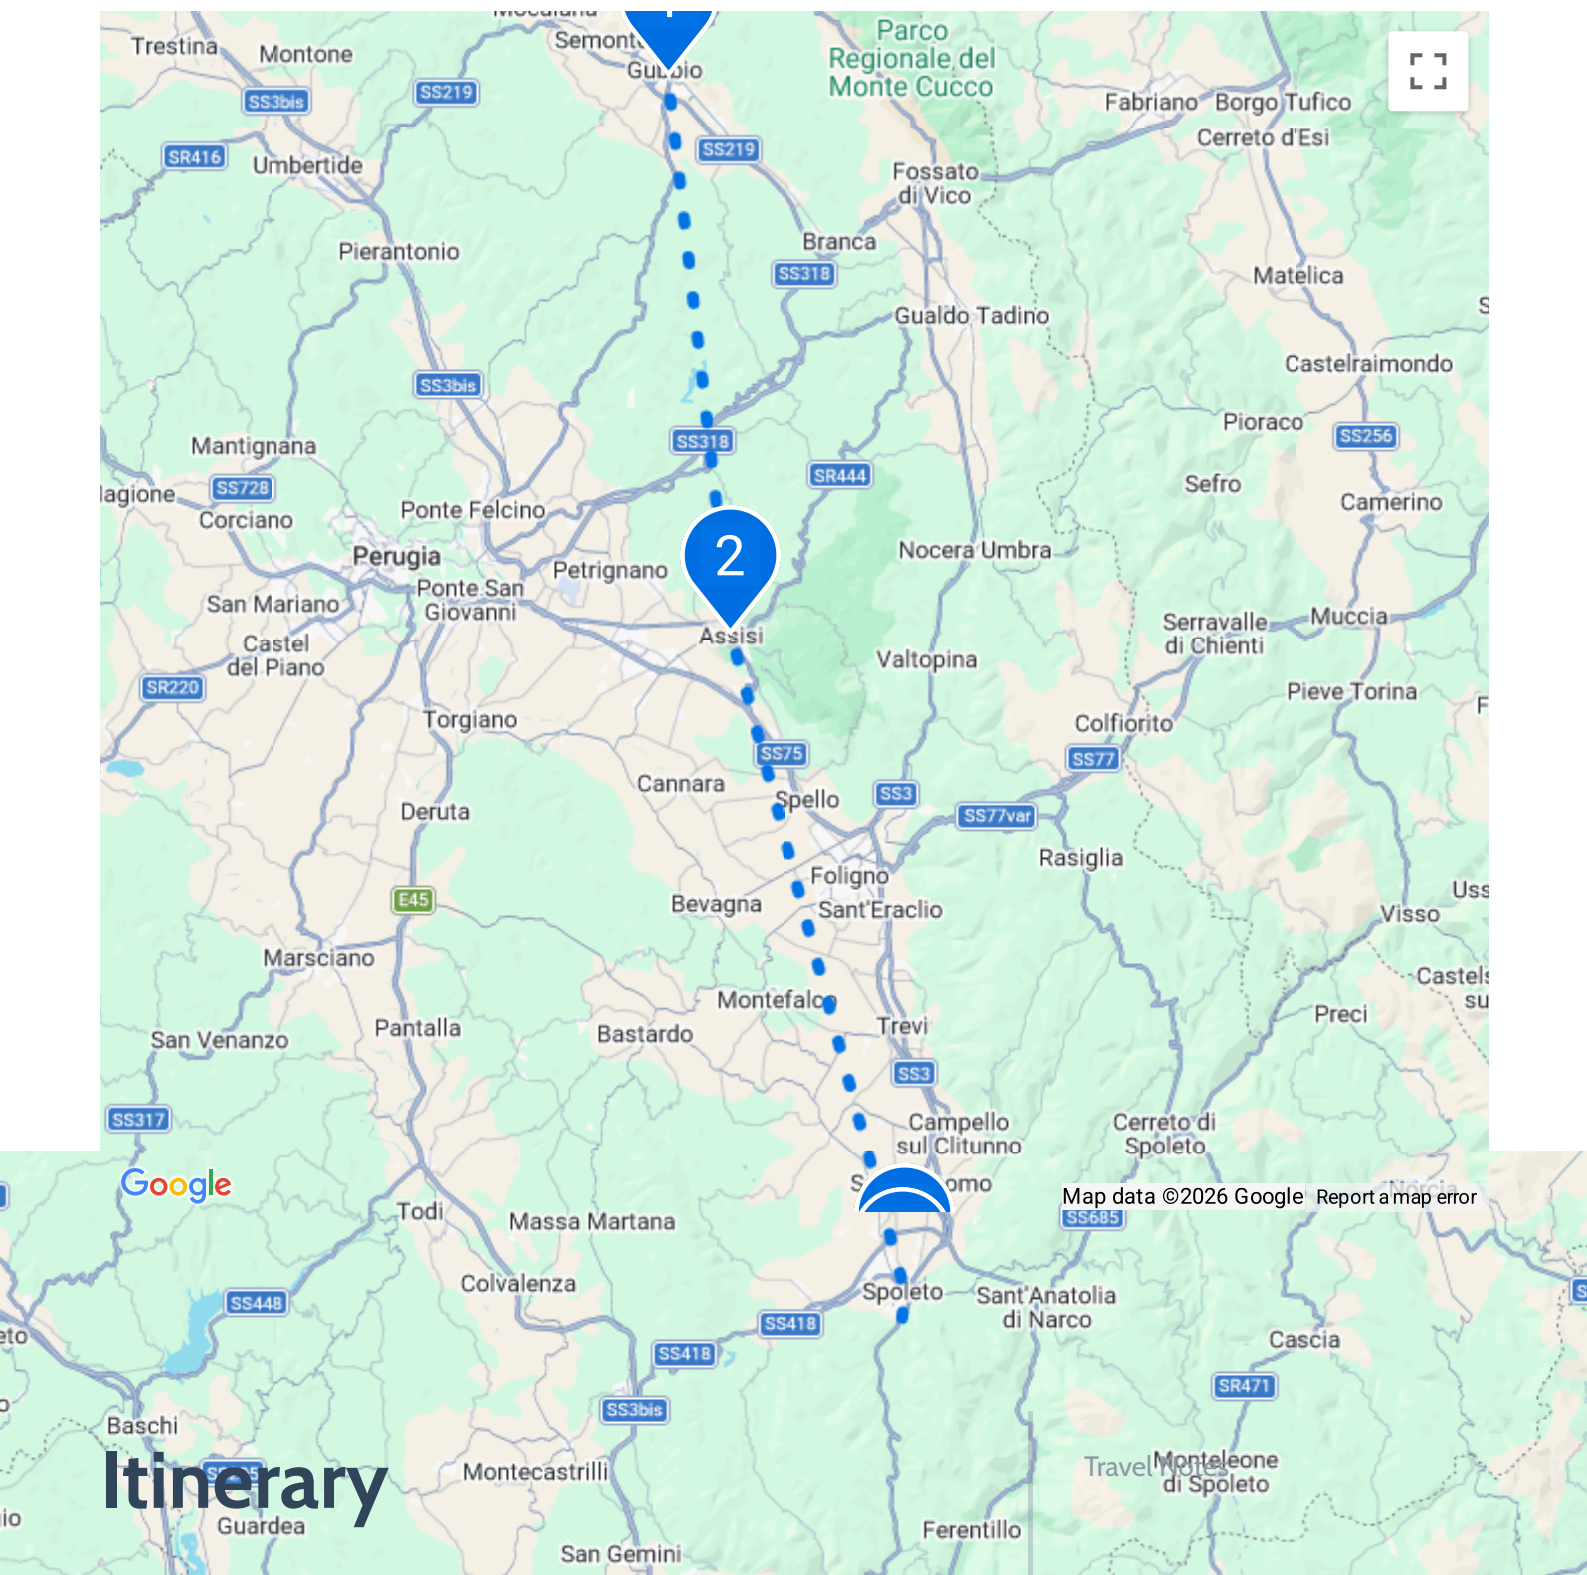 Trestina
Montone
Semonte
Gubbio
Parco
Regionale del
Monte Cucco
SS3bis
SS219
Fabriano
Borgo Tufico
Cerreto d'Esi
SR416
Umbertide
SS219
Fossato
di Vico
Pierantonio
Branca
SS318
Matelica
Gualdo Tadino
SS3bis
Castelraimondo
Pioraco
SS256
Mantignana
SS318
SR444
SS728
Sefro
Camerino
Corciano
Ponte Felcino
Perugia
2
Nocera Umbra
Petrignano
Ponte San
Giovanni
San Mariano
Assisi
Serravalle
di Chienti
Muccia
Castel
del Piano
Valtopina
SR220
Pieve Torina
Torgiano
Colfiorito
SS75
SS77
Cannara
Spello
SS3
Deruta
SS77var
Rasiglia
Foligno
E45
Bevagna
Sant'Eraclio
Visso
Marsciano
Montefalco
Preci
San Venanzo
Pantalla
Bastardo
Trevi
SS3
SS317
Campello
sul Clitunno
Cerreto di
Spoleto
Google
Map data ©2026 Google
Report a map error
Norcia
Todi
Massa Martana
SS685
Colvalenza
Spoleto
Sant'Anatolia
di Narco
SS448
SS418
SS418
Cascia
SR471
SS3bis
Baschi
Itinerary
Montecastrilli
Travel Notes
Monteleone
di Spoleto
Guardea
Ferentillo
San Gemini